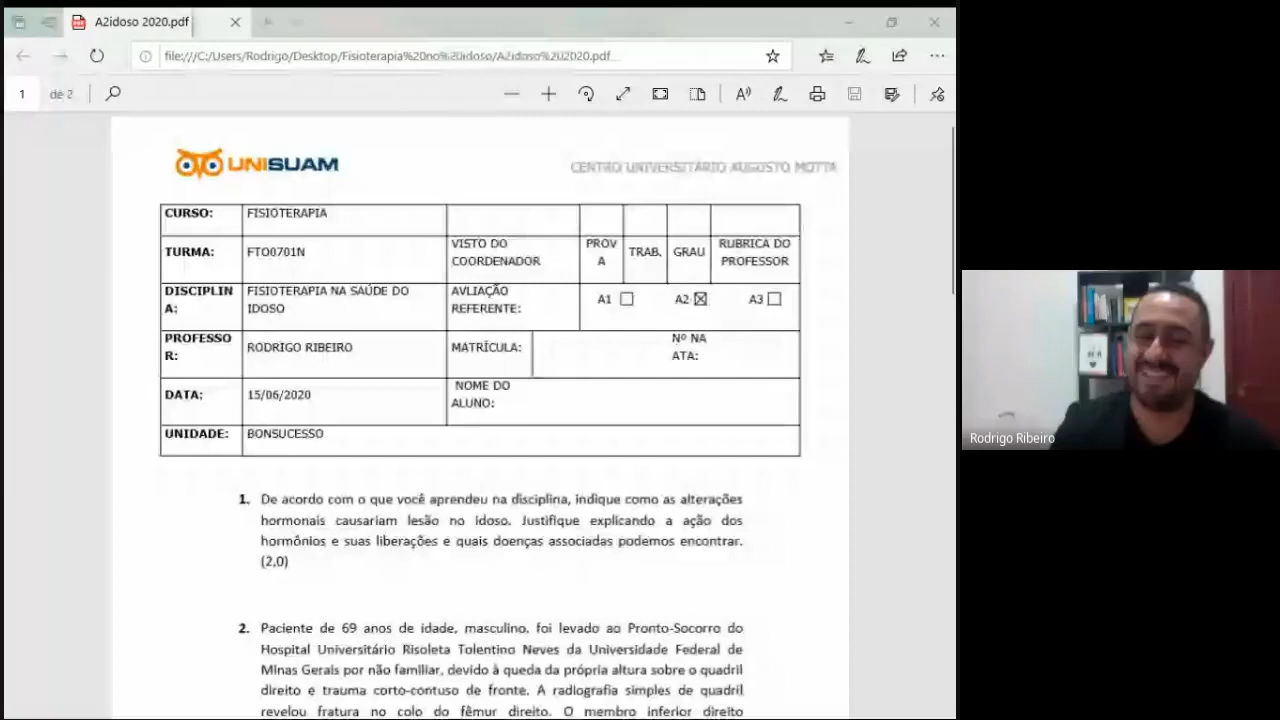 A2idoso 2020.pdf
file:///C:/Users/Rodrigo/Desktop/Fisioterapia%20no%20idoso/A2idoso%202020.pdf
1 de 2
UNISUAM
CENTRO UNIVERSITÁRIO AUGUSTO MOTTA
CURSO: FISIOTERAPIA
TURMA: FTO0701N VISTO DO COORDENADOR PROVA TRAB. GRAU RUBRICA DO PROFESSOR
DISCIPLINA: FISIOTERAPIA NA SAÚDE DO IDOSO AVLIAÇÃO REFERENTE: A1 ☐ A2 ☒ A3 ☐
PROFESSOR: RODRIGO RIBEIRO MATRÍCULA: Nº NA ATA:
DATA: 15/06/2020 NOME DO ALUNO:
UNIDADE: BONSUCESSO
1. De acordo com o que você aprendeu na disciplina, indique como as alterações
hormonais causariam lesão no idoso. Justifique explicando a ação dos
hormônios e suas liberações e quais doenças associadas podemos encontrar.
(2,0)
2. Paciente de 69 anos de idade, masculino, foi levado ao Pronto-Socorro do
Hospital Universitário Risoleta Tolentino Neves da Universidade Federal de
Minas Gerais por não familiar, devido à queda da própria altura sobre o quadril
direito e trauma corto-contuso de fronte. A radiografia simples de quadril
revelou fratura no colo do fêmur direito. O membro inferior direito
Rodrigo Ribeiro